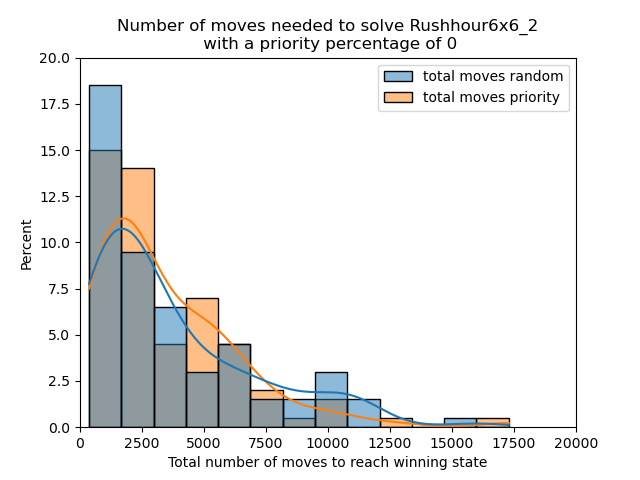 Number of moves needed to solve Rushhour6x6_2
with a priority percentage of 0
total moves random
total moves priority
Percent
20.0
17.5
15.0
12.5
10.0
7.5
5.0
2.5
0.0
0 2500 5000 7500 10000 12500 15000 17500 20000
Total number of moves to reach winning state